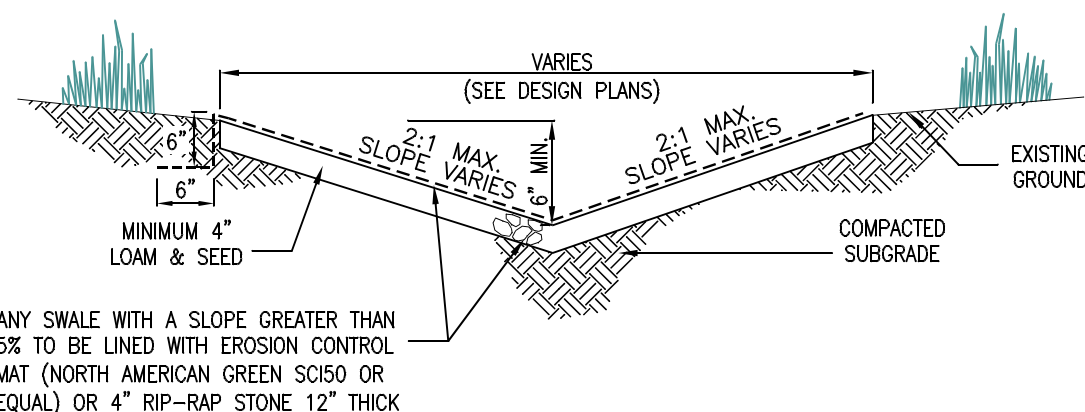 VARIES
(SEE DESIGN PLANS)
2:1 MAX.
SLOPE VARIES
6" MIN.
2:1 MAX.
SLOPE VARIES
6"
6"
EXISTING
GROUND
MINIMUM 4"
LOAM & SEED
COMPACTED
SUBGRADE
ANY SWALE WITH A SLOPE GREATER THAN
5% TO BE LINED WITH EROSION CONTROL
MAT (NORTH AMERICAN GREEN SC150 OR
EQUAL) OR 4" RIP-RAP STONE 12" THICK